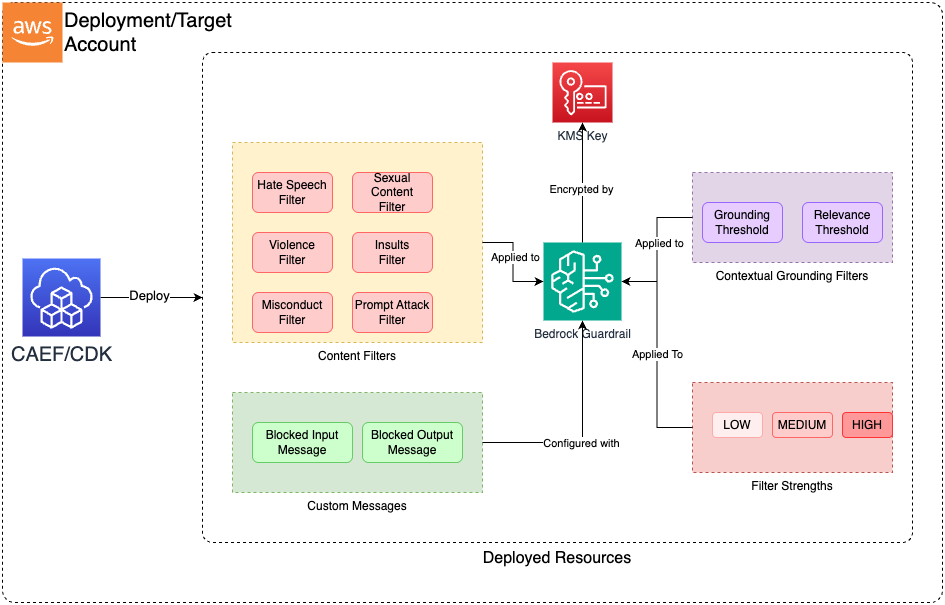 aws
Deployment/Target
Account
KMS Key
Encrypted by
Hate Speech
Filter
Sexual
Content
Filter
Violence
Filter
Insults
Filter
Misconduct
Filter
Prompt Attack
Filter
Content Filters
Applied to
Grounding
Threshold
Relevance
Threshold
Contextual Grounding Filters
Applied to
Bedrock Guardrail
Deploy
CAEF/CDK
Applied To
Blocked Input
Message
Blocked Output
Message
Custom Messages
Configured with
LOW
MEDIUM
HIGH
Filter Strengths
Deployed Resources